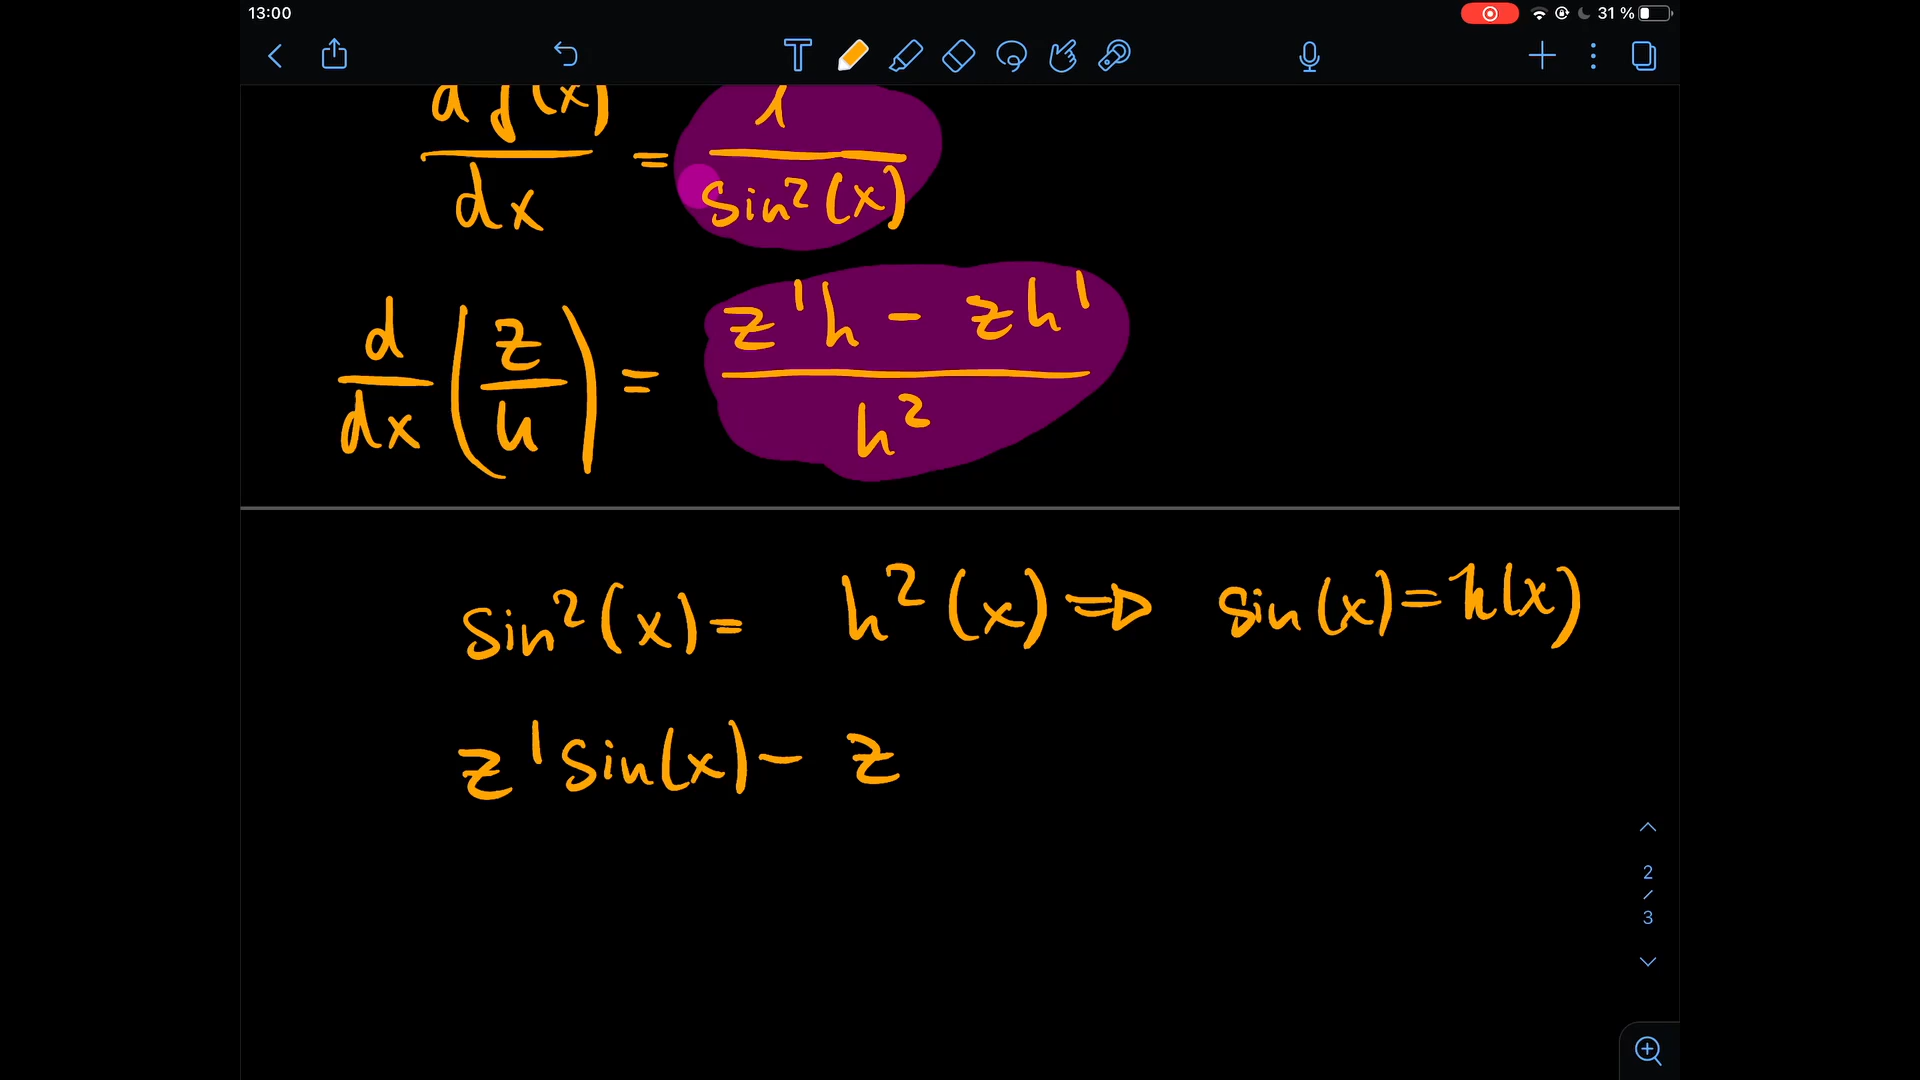 13:00 31 %
d f(x) / dx = 1 / sin²(x)
d/dx (z/h) = z'h - zh' / h²
sin²(x) = h²(x) ⇒ sin(x) = h(x)
z' sin(x) - z
2 / 3